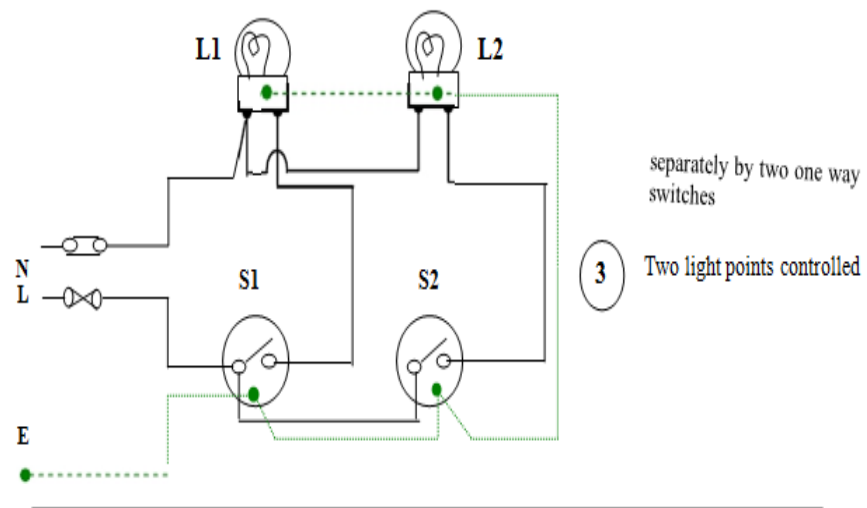 L1
L2
separately by two one way
switches
N
L
S1
S2
3
Two light points controlled
E